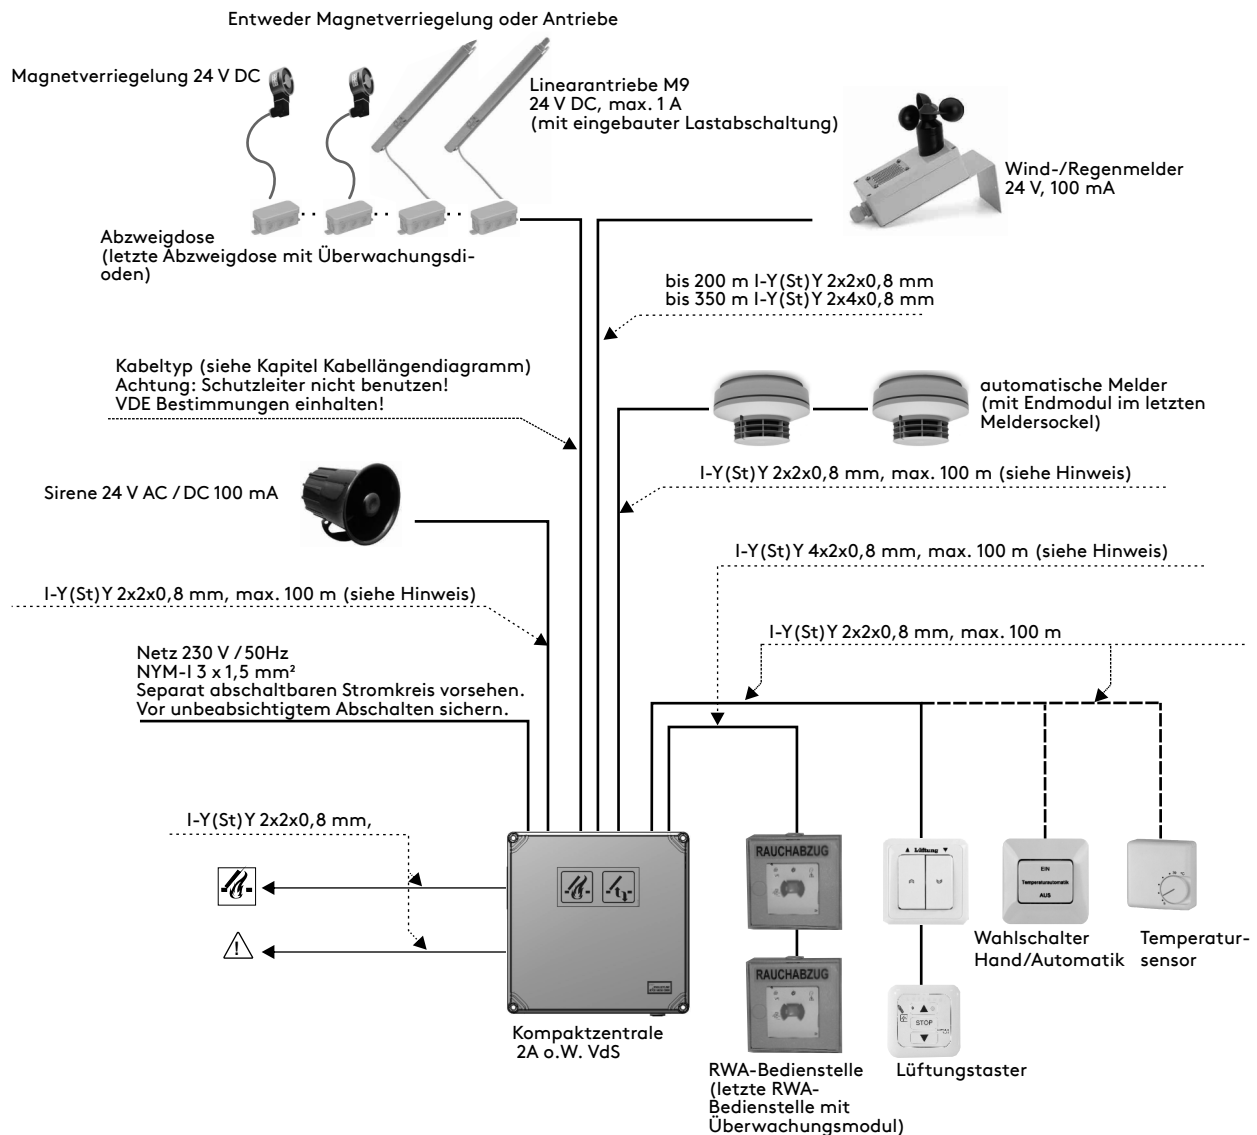 Entweder Magnetverriegelung oder Antriebe
Magnetverriegelung 24 V DC
Linearantriebe M9
24 V DC, max. 1 A
(mit eingebauter Lastabschaltung)
Wind-/Regenmelder
24 V, 100 mA
Abzweigdose
(letzte Abzweigdose mit Überwachungsdi-
oden)
bis 200 m I-Y(St)Y 2x2x0,8 mm
bis 350 m I-Y(St)Y 2x4x0,8 mm
Kabeltyp (siehe Kapitel Kabellängendiagramm)
Achtung: Schutzleiter nicht benutzen!
VDE Bestimmungen einhalten!
automatische Melder
(mit Endmodul im letzten
Meldersockel)
I-Y(St)Y 2x2x0,8 mm, max. 100 m (siehe Hinweis)
Sirene 24 V AC / DC 100 mA
I-Y(St)Y 4x2x0,8 mm, max. 100 m (siehe Hinweis)
I-Y(St)Y 2x2x0,8 mm, max. 100 m (siehe Hinweis)
I-Y(St)Y 2x2x0,8 mm, max. 100 m
Netz 230 V / 50Hz
NYM-I 3 x 1,5 mm²
Separat abschaltbaren Stromkreis vorsehen.
Vor unbeabsichtigtem Abschalten sichern.
I-Y(St)Y 2x2x0,8 mm,
RAUCHABZUG
▲ Lüftung ▼
EIN
Temperaturautomatik
AUS
RAUCHABZUG
STOP
Wahlschalter
Hand/Automatik
Temperatur-
sensor
Kompaktzentrale
2A o.W. VdS
RWA-Bedienstelle
(letzte RWA-
Bedienstelle mit
Überwachungsmodul)
Lüftungstaster